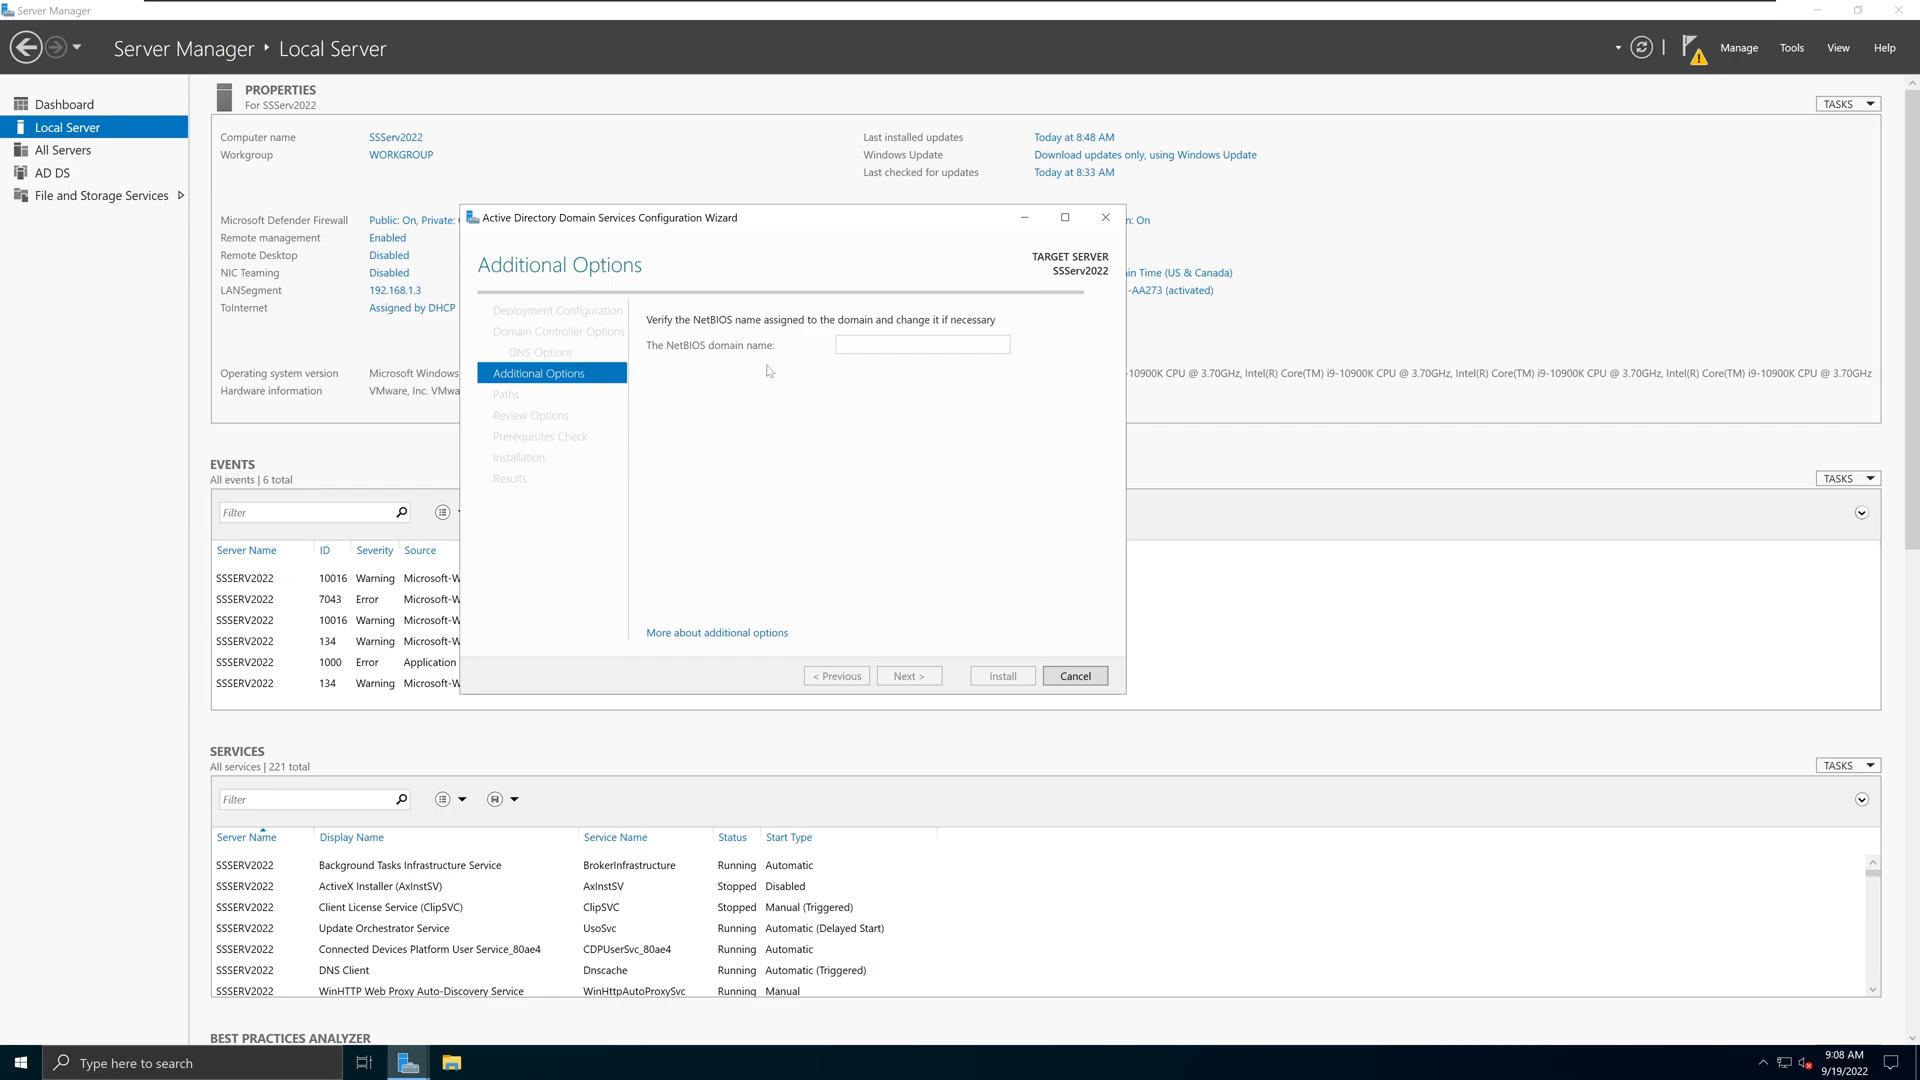 Server Manager
Server Manager ‣ Local Server
Manage Tools View Help
Dashboard
Local Server
All Servers
AD DS
File and Storage Services
PROPERTIES
For SSServ2022
TASKS
Computer name SSServ2022
Workgroup WORKGROUP
Last installed updates Today at 8:48 AM
Windows Update Download updates only, using Windows Update
Last checked for updates Today at 8:33 AM
Microsoft Defender Firewall Public: On, Private:
Remote management Enabled
Remote Desktop Disabled
NIC Teaming Disabled
LANSegment 192.168.1.3
ToInternet Assigned by DHCP
n: On
in Time (US & Canada)
-AA273 (activated)
Operating system version Microsoft Windows
Hardware information VMware, Inc. VMwa
-10900K CPU @ 3.70GHz, Intel(R) Core(TM) i9-10900K CPU @ 3.70GHz, Intel(R) Core(TM) i9-10900K CPU @ 3.70GHz, Intel(R) Core(TM) i9-10900K CPU @ 3.70GHz
Active Directory Domain Services Configuration Wizard
Additional Options
TARGET SERVER
SSServ2022
Deployment Configuration
Domain Controller Options
DNS Options
Additional Options
Paths
Review Options
Prerequisites Check
Installation
Results
Verify the NetBIOS name assigned to the domain and change it if necessary
The NetBIOS domain name:
More about additional options
< Previous Next > Install Cancel
EVENTS
All events | 6 total
TASKS
Filter
Server Name ID Severity Source
SSSERV2022 10016 Warning Microsoft-W
SSSERV2022 7043 Error Microsoft-W
SSSERV2022 10016 Warning Microsoft-W
SSSERV2022 134 Warning Microsoft-W
SSSERV2022 1000 Error Application
SSSERV2022 134 Warning Microsoft-W
SERVICES
All services | 221 total
TASKS
Filter
Server Name Display Name Service Name Status Start Type
SSSERV2022 Background Tasks Infrastructure Service BrokerInfrastructure Running Automatic
SSSERV2022 ActiveX Installer (AxInstSV) AxInstSV Stopped Disabled
SSSERV2022 Client License Service (ClipSVC) ClipSVC Stopped Manual (Triggered)
SSSERV2022 Update Orchestrator Service UsoSvc Running Automatic (Delayed Start)
SSSERV2022 Connected Devices Platform User Service_80ae4 CDPUserSvc_80ae4 Running Automatic
SSSERV2022 DNS Client Dnscache Running Automatic (Triggered)
SSSERV2022 WinHTTP Web Proxy Auto-Discovery Service WinHttpAutoProxySvc Running Manual
BEST PRACTICES ANALYZER
Type here to search
9:08 AM
9/19/2022